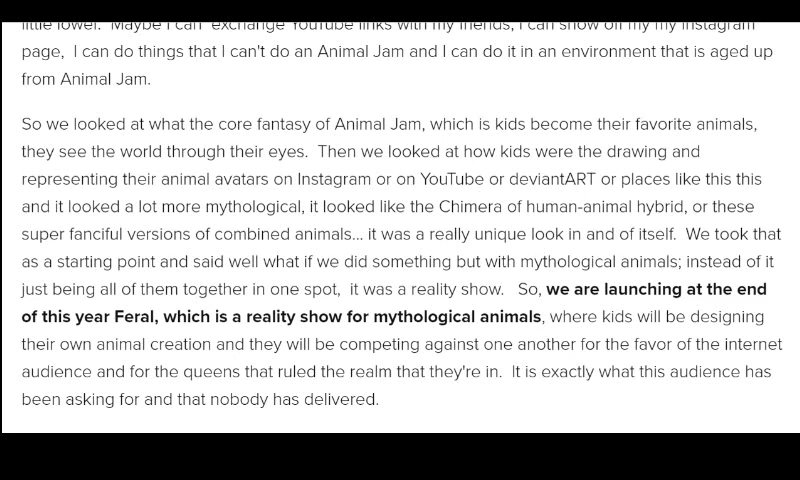 little lower. Maybe I can exchange YouTube links with my friends, I can show off my my instagram
page, I can do things that I can't do an Animal Jam and I can do it in an environment that is aged up
from Animal Jam.
So we looked at what the core fantasy of Animal Jam, which is kids become their favorite animals,
they see the world through their eyes. Then we looked at how kids were the drawing and
representing their animal avatars on Instagram or on YouTube or deviantART or places like this this
and it looked a lot more mythological, it looked like the Chimera of human-animal hybrid, or these
super fanciful versions of combined animals... it was a really unique look in and of itself. We took that
as a starting point and said well what if we did something but with mythological animals; instead of it
just being all of them together in one spot, it was a reality show. So, we are launching at the end
of this year Feral, which is a reality show for mythological animals, where kids will be designing
their own animal creation and they will be competing against one another for the favor of the internet
audience and for the queens that ruled the realm that they're in. It is exactly what this audience has
been asking for and that nobody has delivered.